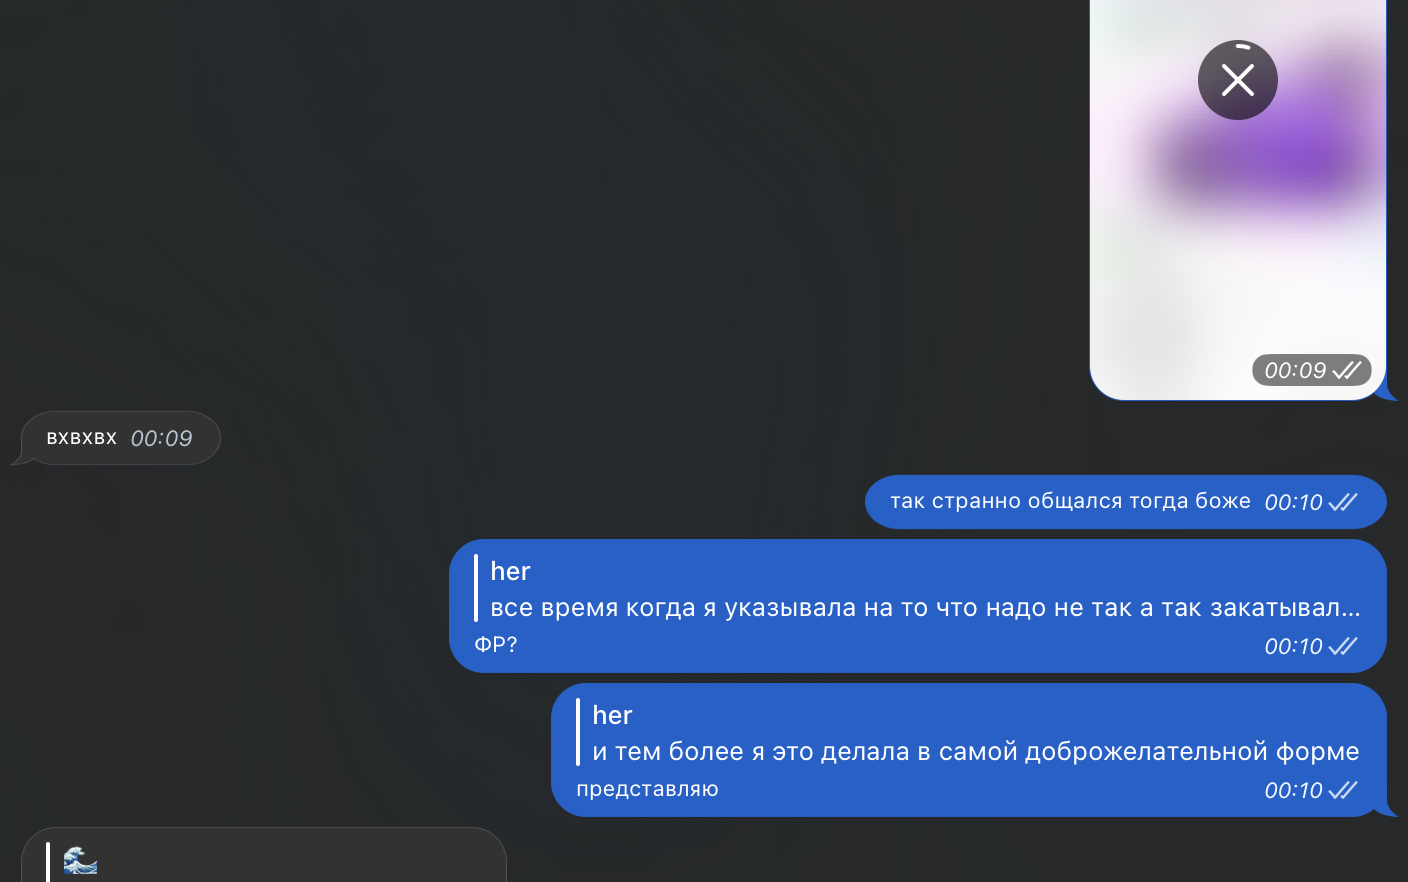 00:09
вхвхвх 00:09
так странно общался тогда боже 00:10
her
все время когда я указывала на то что надо не так а так закатывал...
ФР? 00:10
her
и тем более я это делала в самой доброжелательной форме
представляю 00:10
🌊